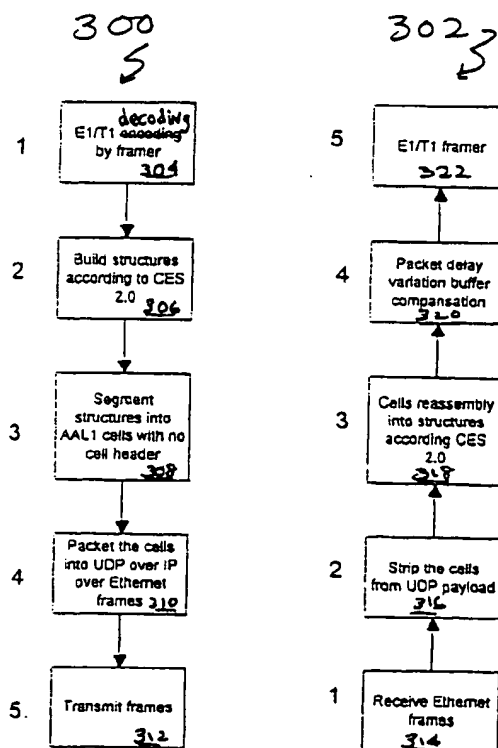 300
1
decoding
E1/T1 encoding
by framer
304
2
Build structures
according to CES
2.0 306
3
Segment
structures into
AAL1 cells with no
cell header
308
4
Packet the cells
into UDP over IP
over Ethernet
frames 310
5.
Transmit frames
312
302
5
E1/T1 framer
322
4
Packet delay
variation buffer
compansation
320
3
Cells reassembly
into structures
according CES
2.0
318
2
Strip the cells
from UDP payload
316
1
Receive Ethernet
frames
314